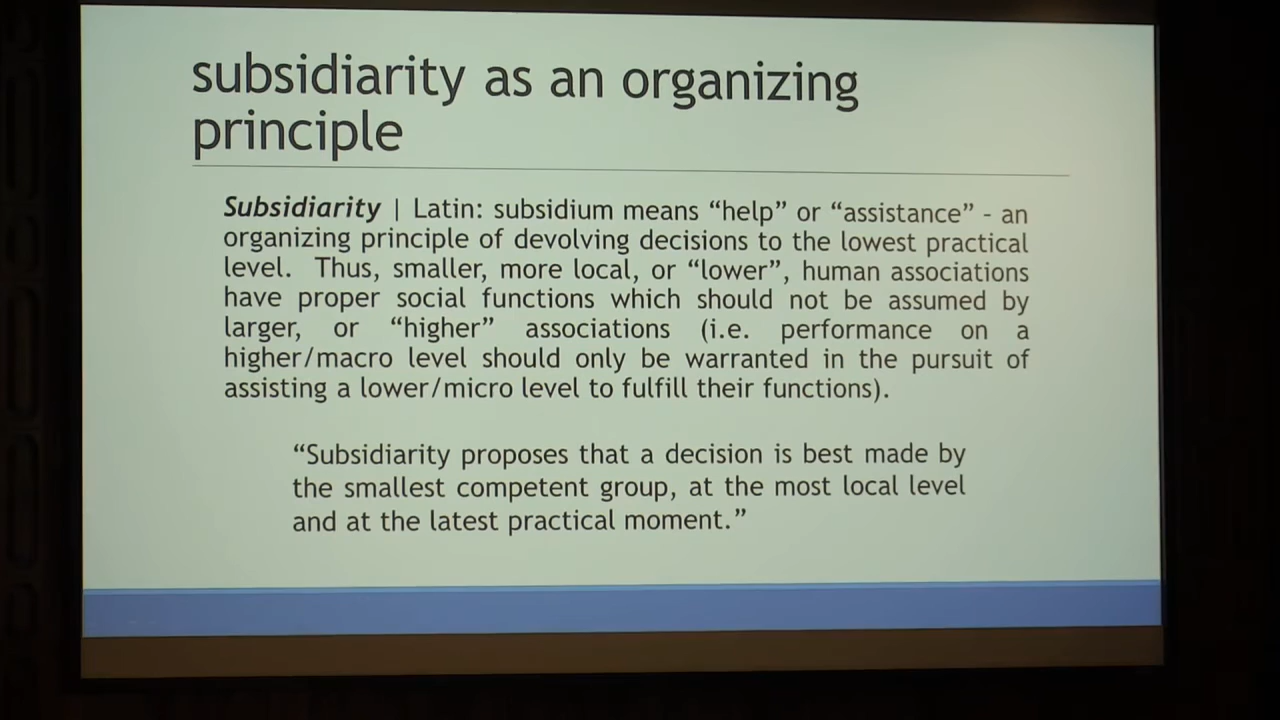 subsidiarity as an organizing
principle
Subsidiarity | Latin: subsidium means “help” or “assistance” - an
organizing principle of devolving decisions to the lowest practical
level. Thus, smaller, more local, or “lower”, human associations
have proper social functions which should not be assumed by
larger, or “higher” associations (i.e. performance on a
higher/macro level should only be warranted in the pursuit of
assisting a lower/micro level to fulfill their functions).
“Subsidiarity proposes that a decision is best made by
the smallest competent group, at the most local level
and at the latest practical moment.”